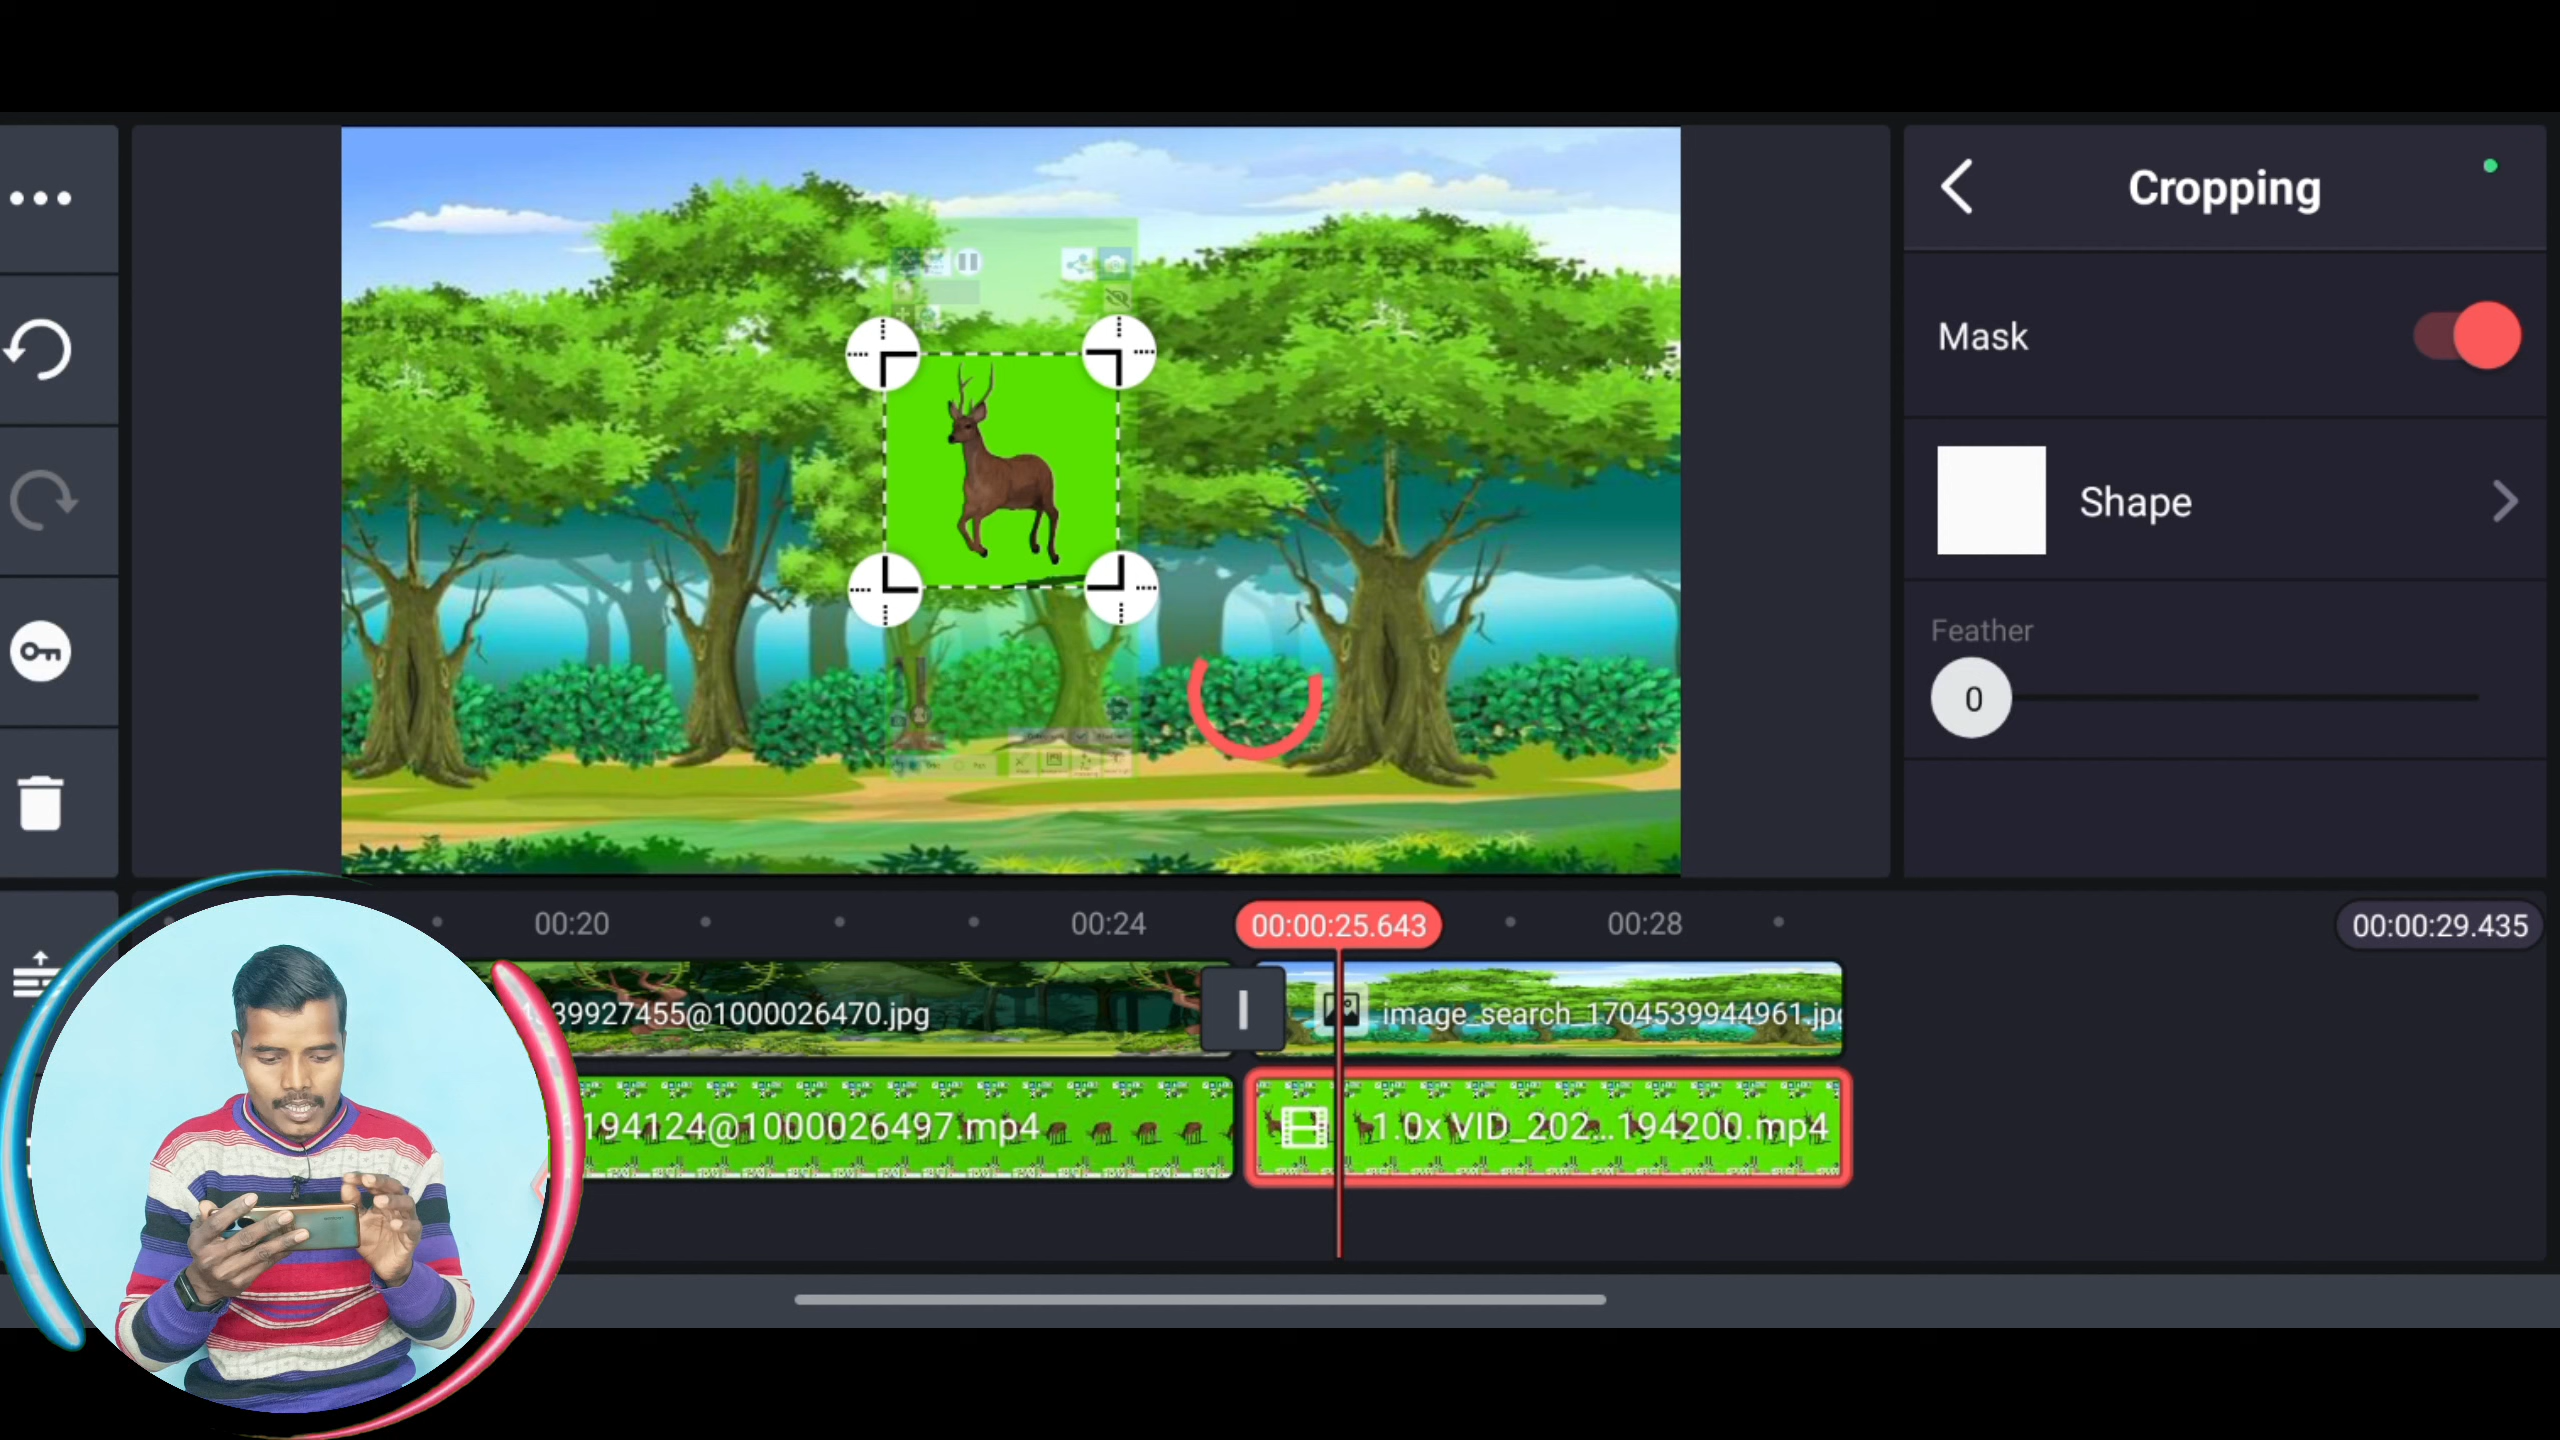 Cropping
Mask
Shape
Feather
0
00:20
00:24
00:00:25.643
00:28
00:00:29.435
39927455@1000026470.jpg
image_search_1704539944961.jp
194124@1000026497.mp4
1.0x VID_202...194200.mp4